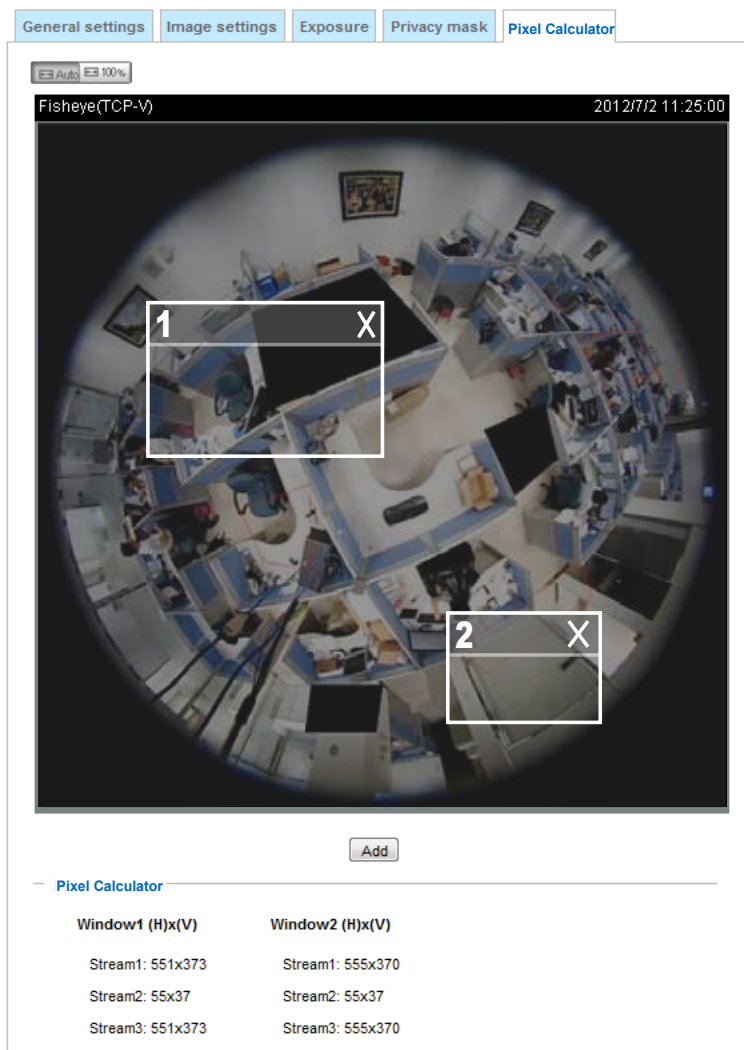 General settings Image settings Exposure Privacy mask Pixel Calculator
Auto 100%
Fisheye(TCP-V) 2012/7/2 11:25:00
1 X
2 X
Add
Pixel Calculator
Window1 (H)x(V) Window2 (H)x(V)
Stream1: 551x373 Stream1: 555x370
Stream2: 55x37 Stream2: 55x37
Stream3: 551x373 Stream3: 555x370